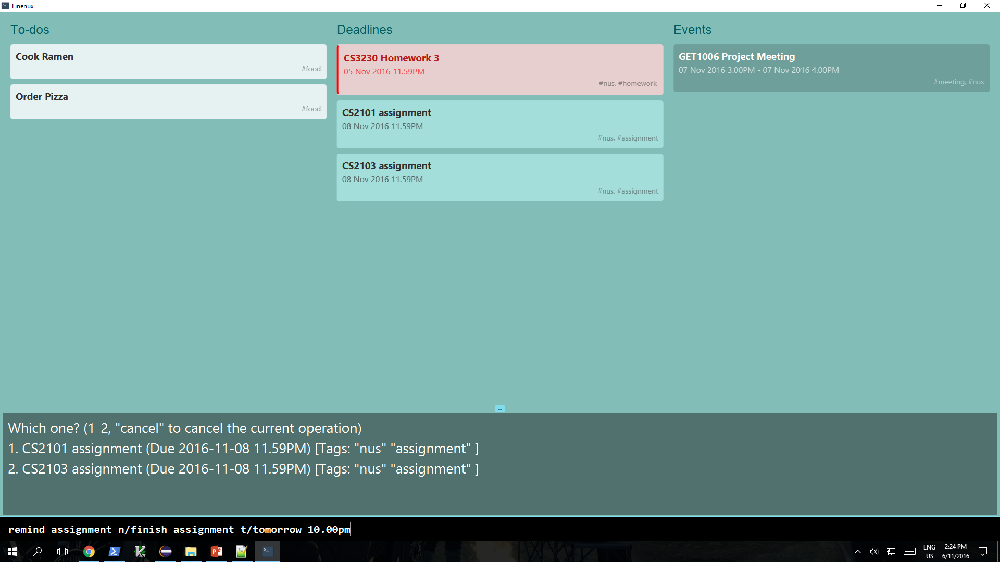 Linenux
To-dos
Cook Ramen
#food
Order Pizza
#food
Deadlines
CS3230 Homework 3
05 Nov 2016 11.59PM
#nus, #homework
CS2101 assignment
08 Nov 2016 11.59PM
#nus, #assignment
CS2103 assignment
08 Nov 2016 11.59PM
#nus, #assignment
Events
GET1006 Project Meeting
07 Nov 2016 3.00PM - 07 Nov 2016 4.00PM
#meeting, #nus
...
Which one? (1-2, "cancel" to cancel the current operation)
1. CS2101 assignment (Due 2016-11-08 11.59PM) [Tags: "nus" "assignment" ]
2. CS2103 assignment (Due 2016-11-08 11.59PM) [Tags: "nus" "assignment" ]
remind assignment n/finish assignment t/tomorrow 10.00pm
ENG
US
2:24 PM
6/11/2016